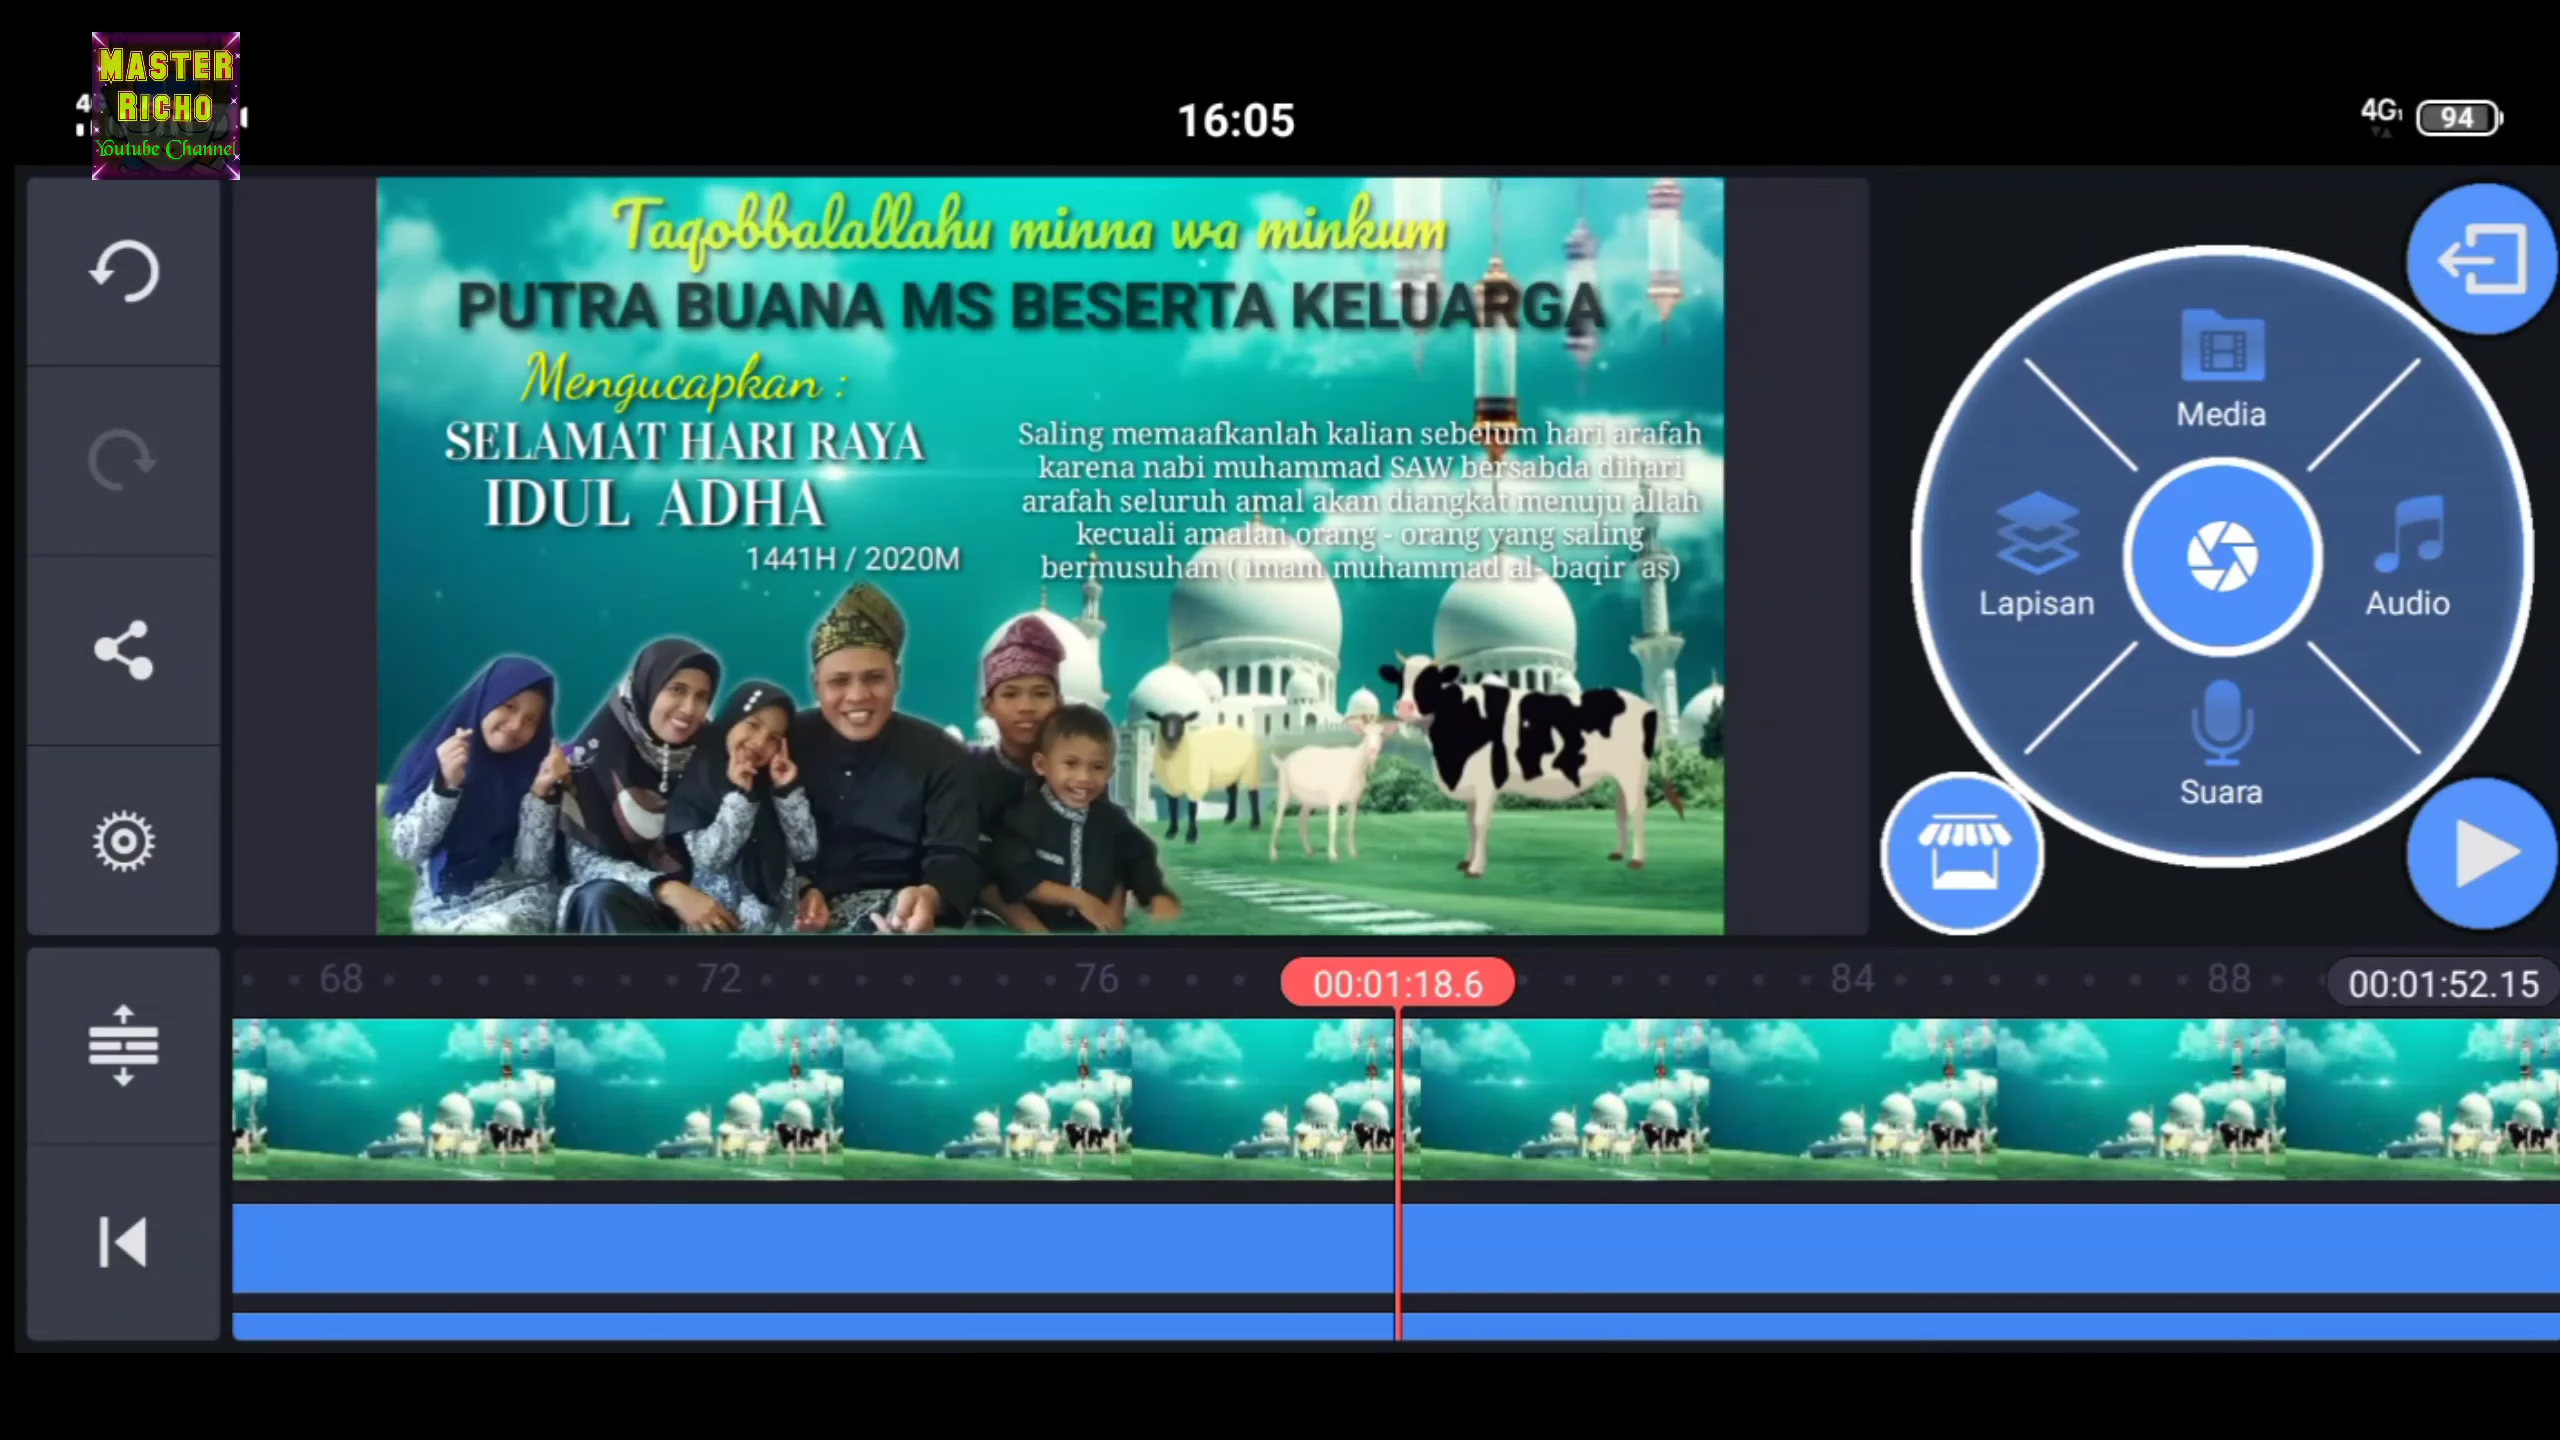 MASTER
RICHO
Youtube Channel
16:05
4G
94
Taqobbalallahu minna wa minkum
PUTRA BUANA MS BESERTA KELUARGA
Mengucapkan :
SELAMAT HARI RAYA
IDUL ADHA
1441H / 2020M
Saling memaafkanlah kalian sebelum hari arafah
karena nabi muhammad SAW bersabda dihari
arafah seluruh amal akan diangkat menuju allah
kecuali amalan orang - orang yang saling
bermusuhan ( imam muhammad al- baqir as)
Media
Lapisan
Audio
Suara
68
72
76
00:01:18.6
84
88
00:01:52.15